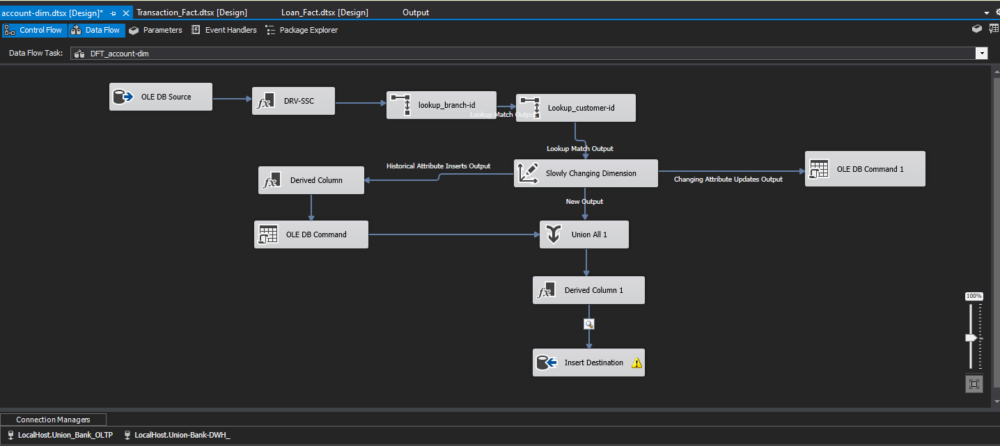 account-dim.dtsx [Design]* Transaction_Fact.dtsx [Design] Loan_Fact.dtsx [Design] Output
Control Flow Data Flow Parameters Event Handlers Package Explorer
Data Flow Task: DFT_account-dim
OLE DB Source
DRV-SSC
lookup_branch-id
Lookup_customer-id
Lookup Match Output
Lookup Match Output
Historical Attribute Inserts Output
Slowly Changing Dimension
OLE DB Command 1
Derived Column
Changing Attribute Updates Output
New Output
OLE DB Command
Union All 1
Derived Column 1
100%
Insert Destination
Connection Managers
LocalHost.Union_Bank_OLTP LocalHost.Union-Bank-DWH_